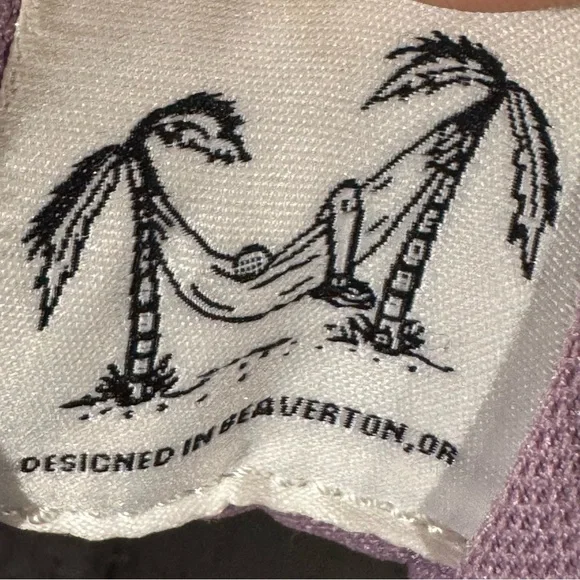 DESIGNED IN BEAVERTON, OR